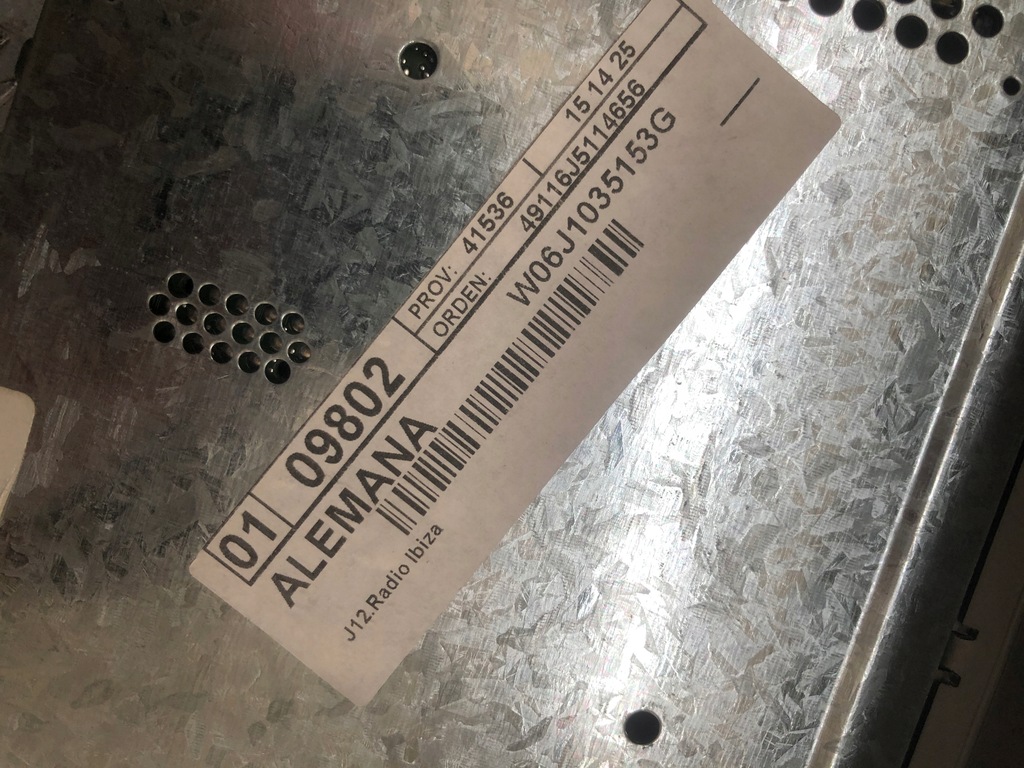 01 09802 PROV: 41536 15 14 25
ORDEN: 49116J5114656
ALEMANA W06J1035153G
J12.Radio Ibiza